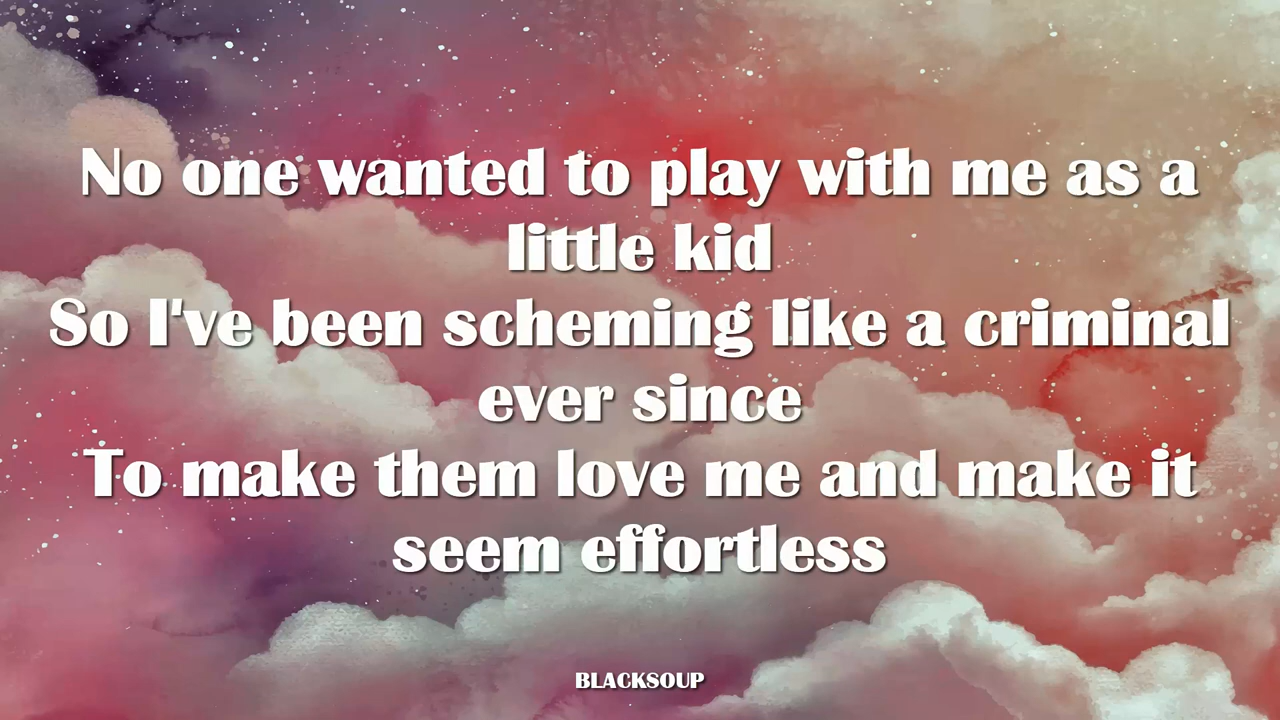 No one wanted to play with me as a
little kid
So I've been scheming like a criminal
ever since
To make them love me and make it
seem effortless
BLACKSOUP